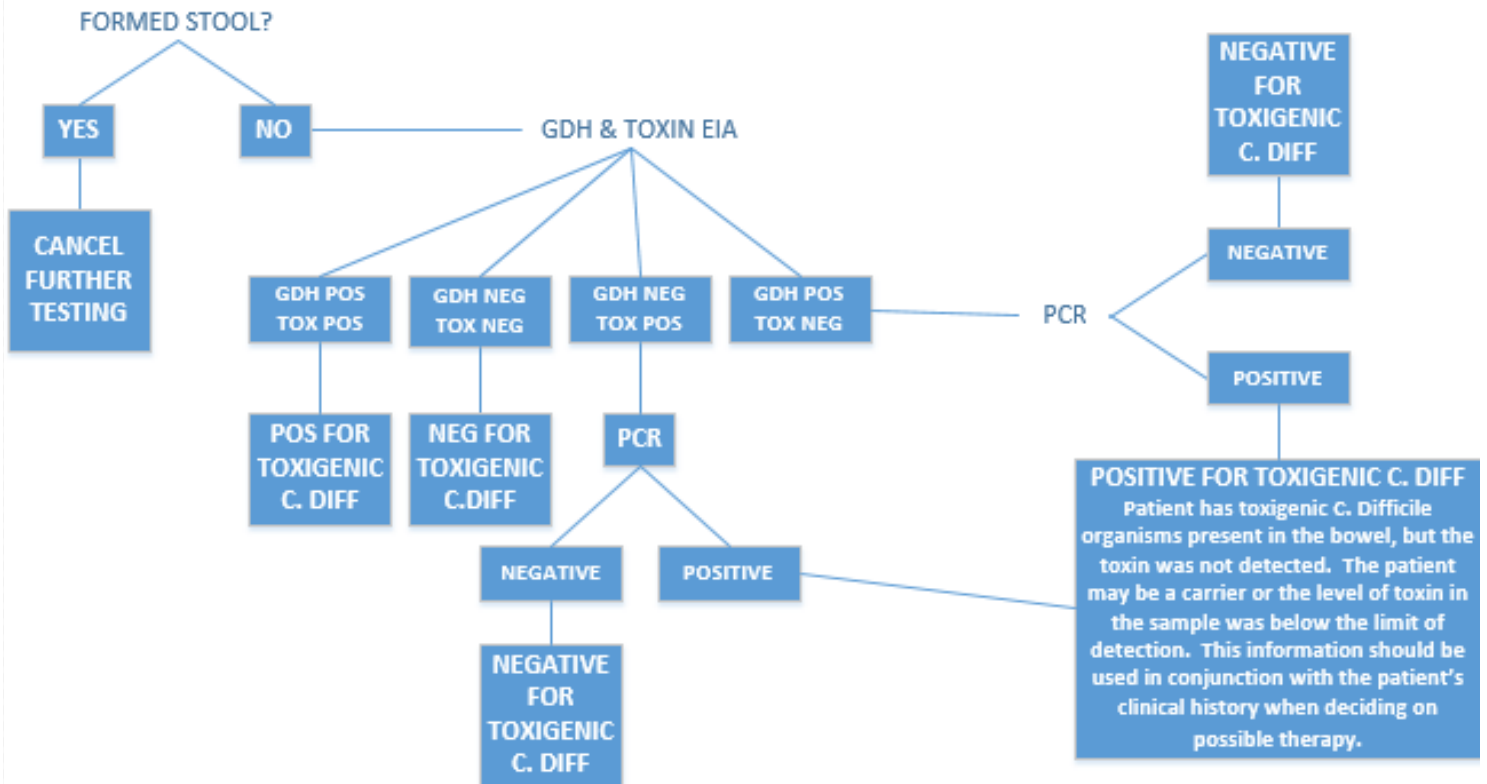 FORMED STOOL?
YES
NO
GDH & TOXIN EIA
CANCEL
FURTHER
TESTING
GDH POS
TOX POS
GDH NEG
TOX NEG
GDH NEG
TOX POS
GDH POS
TOX NEG
POS FOR
TOXIGENIC
C. DIFF
NEG FOR
TOXIGENIC
C.DIFF
PCR
NEGATIVE
POSITIVE
NEGATIVE
FOR
TOXIGENIC
C. DIFF
PCR
NEGATIVE
FOR
TOXIGENIC
C. DIFF
NEGATIVE
POSITIVE
POSITIVE FOR TOXIGENIC C. DIFF
Patient has toxigenic C. Difficile
organisms present in the bowel, but the
toxin was not detected. The patient
may be a carrier or the level of toxin in
the sample was below the limit of
detection. This information should be
used in conjunction with the patient's
clinical history when deciding on
possible therapy.